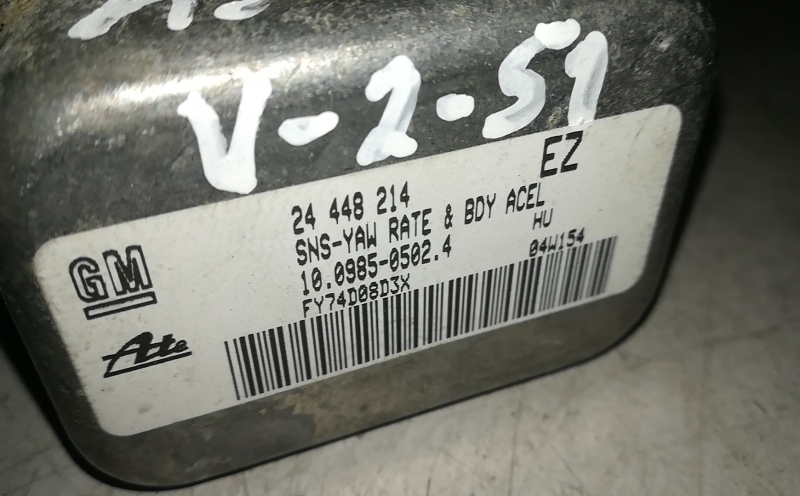 V-2-51
EZ
24 448 214
SNS-YAW RATE & BDY ACEL
HU
10.0985-0502.4
04W154
FY74D08D3X
GM
Ate